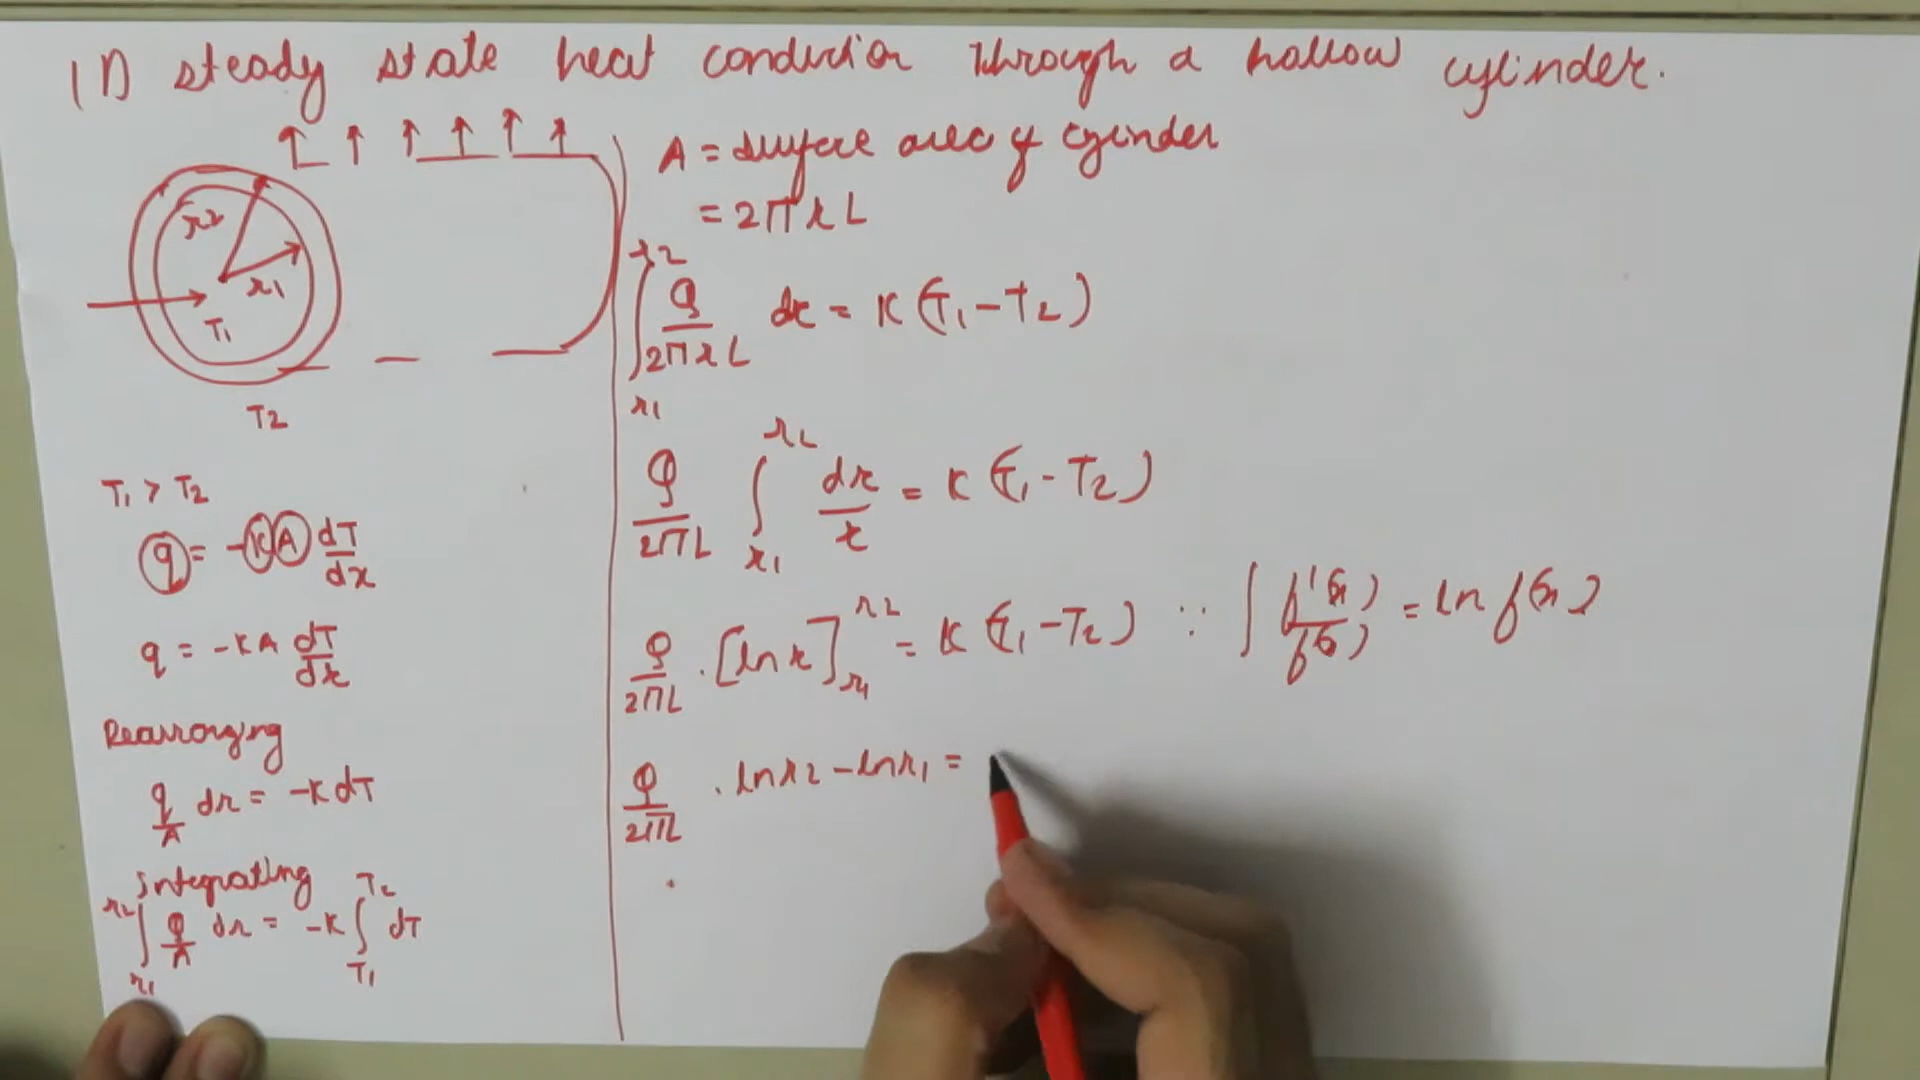 1D steady state heat conduction through a hollow cylinder.
r2
r1
T1
T2
T1 > T2
q = -KA dT/dx
q = -KA dT/dr
Rearranging
q/A dr = -K dT
Integrating
∫_{r1}^{r2} Q/A dr = -K ∫_{T1}^{T2} dT
A = surface area of cylinder
= 2πrL
∫_{r1}^{r2} Q/2πrL dr = K (T1 - T2)
Q/2πL ∫_{r1}^{r2} dr/r = K (T1 - T2)
Q/2πL . [ln r]_{r1}^{r2} = K (T1 - T2) ∵ ∫ f'(x)/f(x) = ln f(x)
Q/2πL . ln r2 - ln r1 =